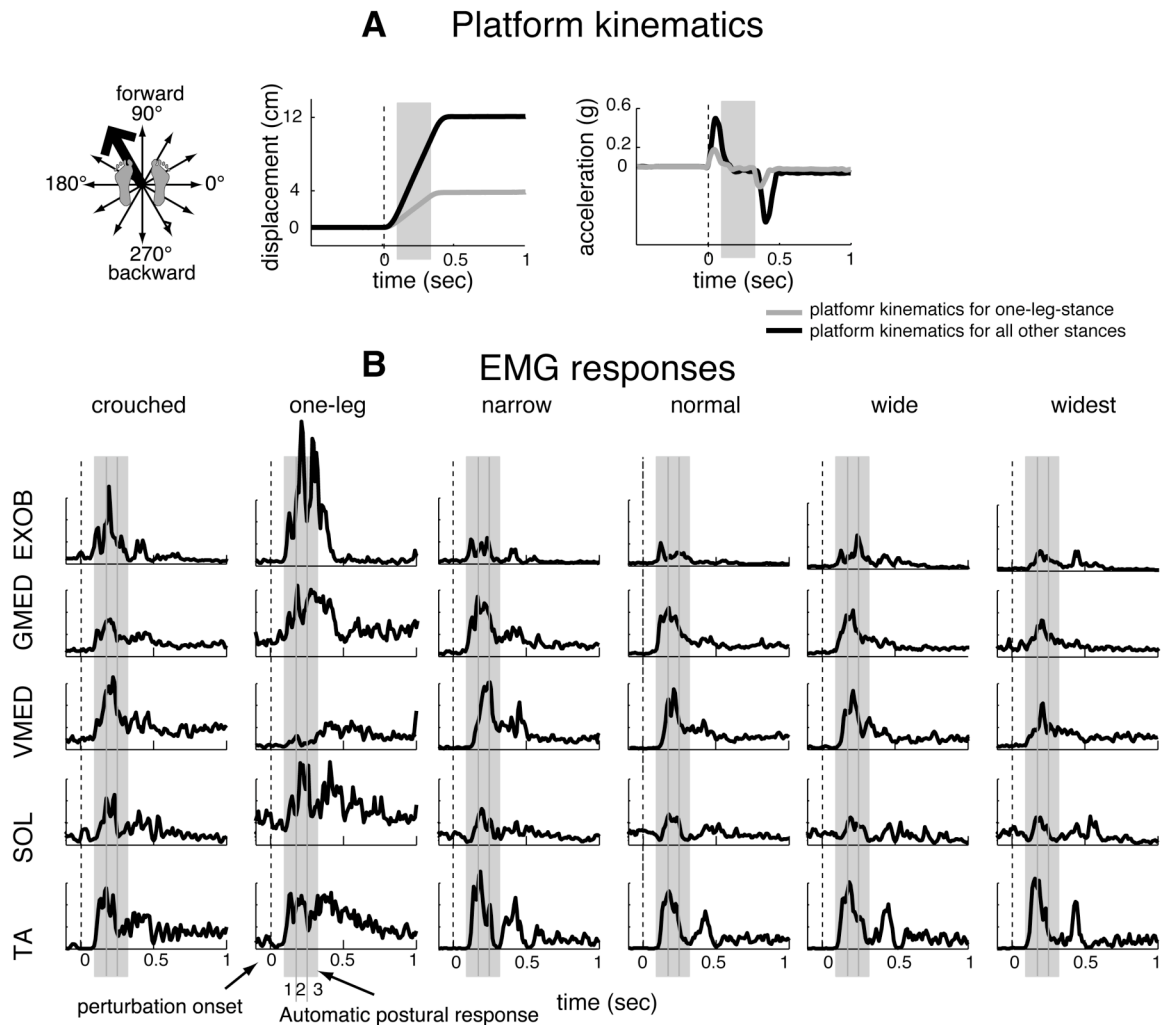 A Platform kinematics
forward
90°
180°
0°
270°
backward
displacement (cm)
12
4
0
0 0.5 1
time (sec)
acceleration (g)
0.6
0.2
0
0 0.5 1
time (sec)
platfomr kinematics for one-leg-stance
platform kinematics for all other stances
B EMG responses
crouched one-leg narrow normal wide widest
EXOB
GMED
VMED
SOL
TA
0 0.5 1 0 0.5 1 0 0.5 1 0 0.5 1 0 0.5 1 0 0.5 1
1 2 3
perturbation onset
Automatic postural response
time (sec)